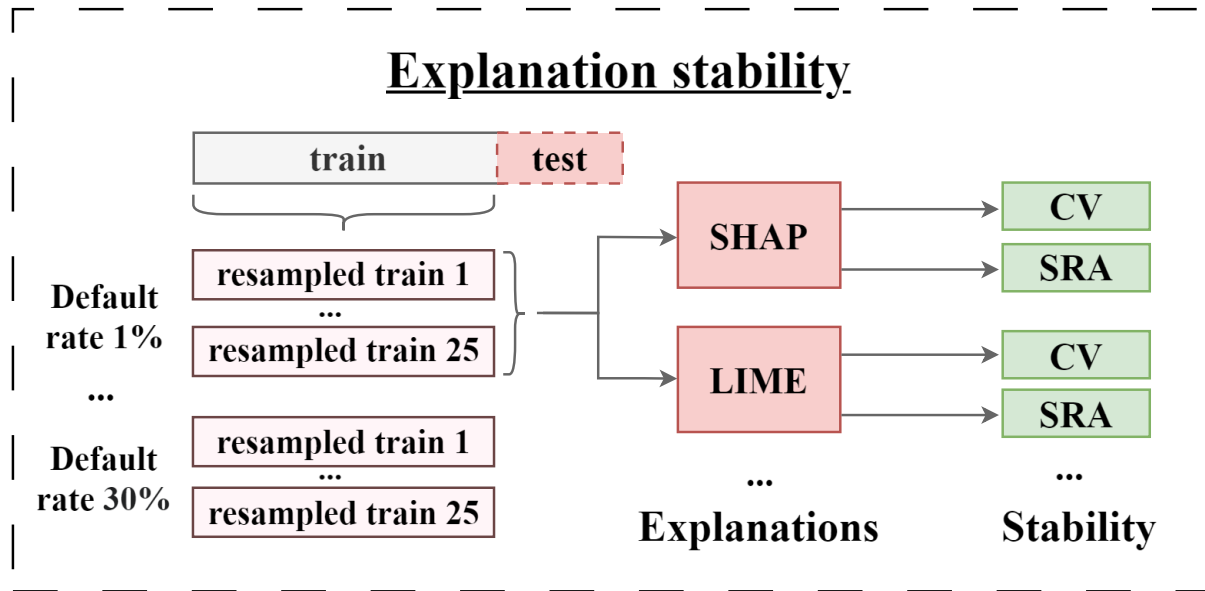 Explanation stability
train
test
resampled train 1
...
resampled train 25
Default
rate 1%
...
resampled train 1
...
resampled train 25
Default
rate 30%
SHAP
LIME
...
Explanations
CV
SRA
CV
SRA
...
Stability